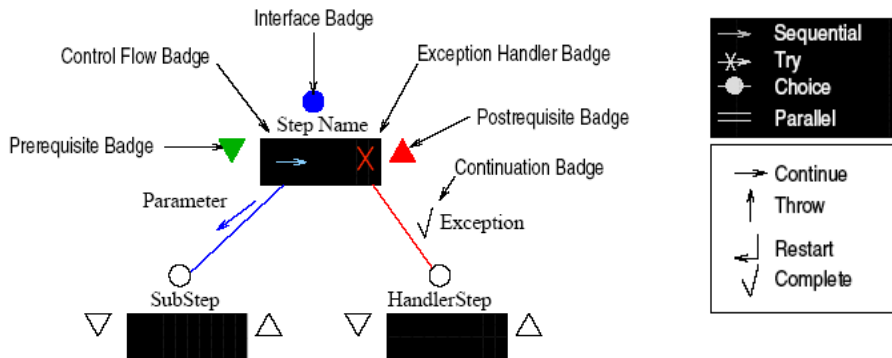 Interface Badge
Control Flow Badge
Exception Handler Badge
Step Name
Postrequisite Badge
Prerequisite Badge
Continuation Badge
Parameter
Exception
SubStep
HandlerStep
Sequential
Try
Choice
Parallel
Continue
Throw
Restart
Complete